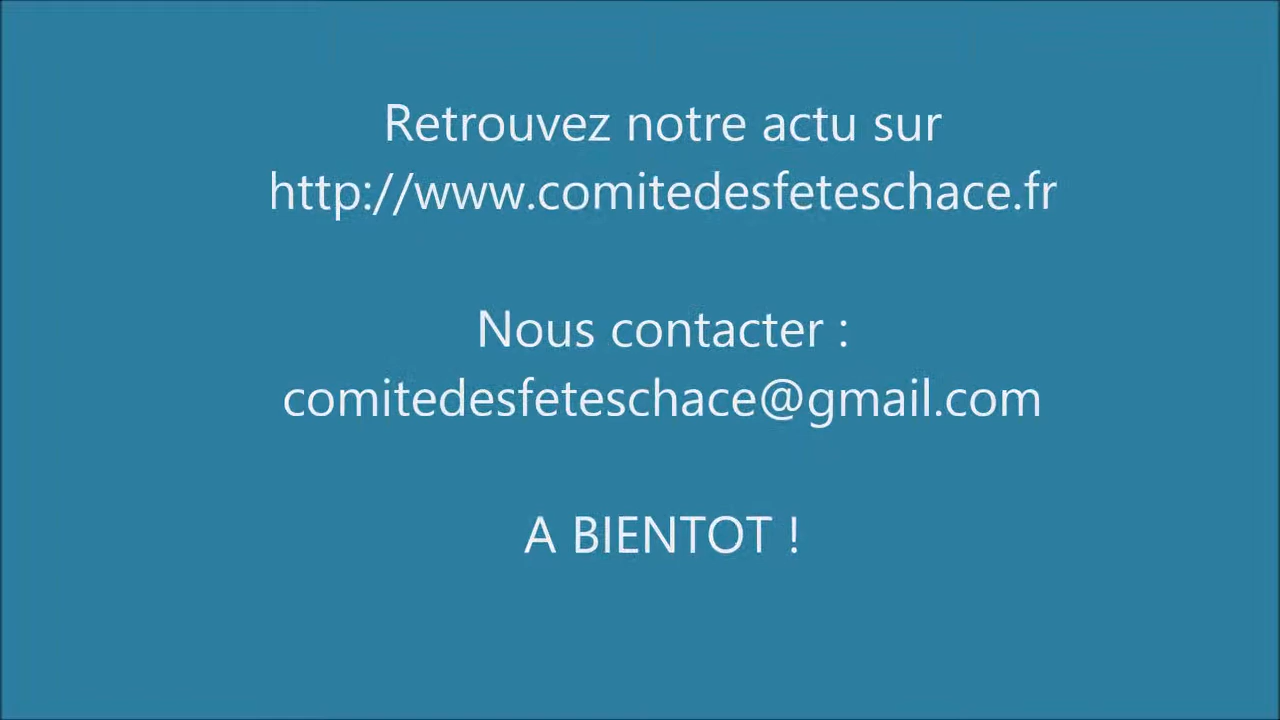 Retrouvez notre actu sur
http://www.comitedesfeteschace.fr
Nous contacter :
comitedesfeteschace@gmail.com
A BIENTOT !